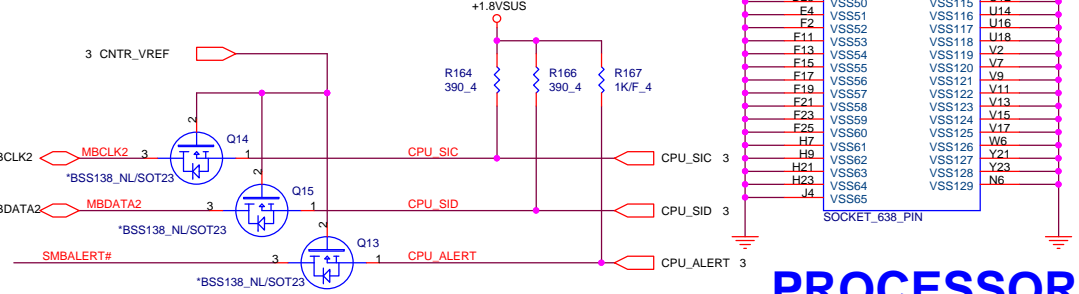 +1.8VSUS
3 CNTR_VREF
R164
390_4
R166
390_4
R167
1K/F_4
2
Q14
MBCLK2 3
1
CPU_SIC
CPU_SIC 3
*BSS138_NL/SOT23
2
Q15
MBDATA2
MBDATA2 3
1
CPU_SID
CPU_SID 3
*BSS138_NL/SOT23
2
Q13
SMBALERT#
3
1
CPU_ALERT
CPU_ALERT 3
*BSS138_NL/SOT23
VSS50 VSS115
E4 VSS51 VSS116 U14
F2 VSS52 VSS117 U16
F11 VSS53 VSS118 U18
F13 VSS54 VSS119 V2
F15 VSS55 VSS120 V7
F17 VSS56 VSS121 V9
F19 VSS57 VSS122 V11
F21 VSS58 VSS123 V13
F23 VSS59 VSS124 V15
F25 VSS60 VSS125 V17
H7 VSS61 VSS126 W6
H9 VSS62 VSS127 Y21
H21 VSS63 VSS128 Y23
H23 VSS64 VSS129 N6
J4 VSS65
SOCKET_638_PIN
PROCESSOR